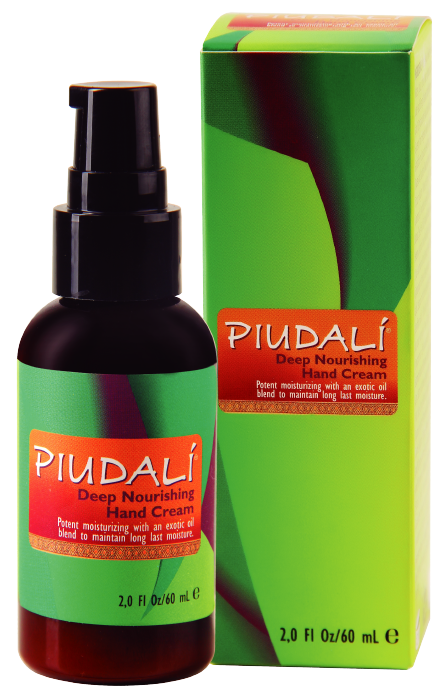 PIUDALÍ®
Deep Nourishing
Hand Cream
Potent moisturizing with an exotic oil
blend to maintain long last moisture.
2,0 Fl Oz/60 mL ℮
PIUDALÍ®
Deep Nourishing
Hand Cream
Potent moisturizing with an exotic oil
blend to maintain long last moisture.
2,0 Fl Oz/60 mL ℮